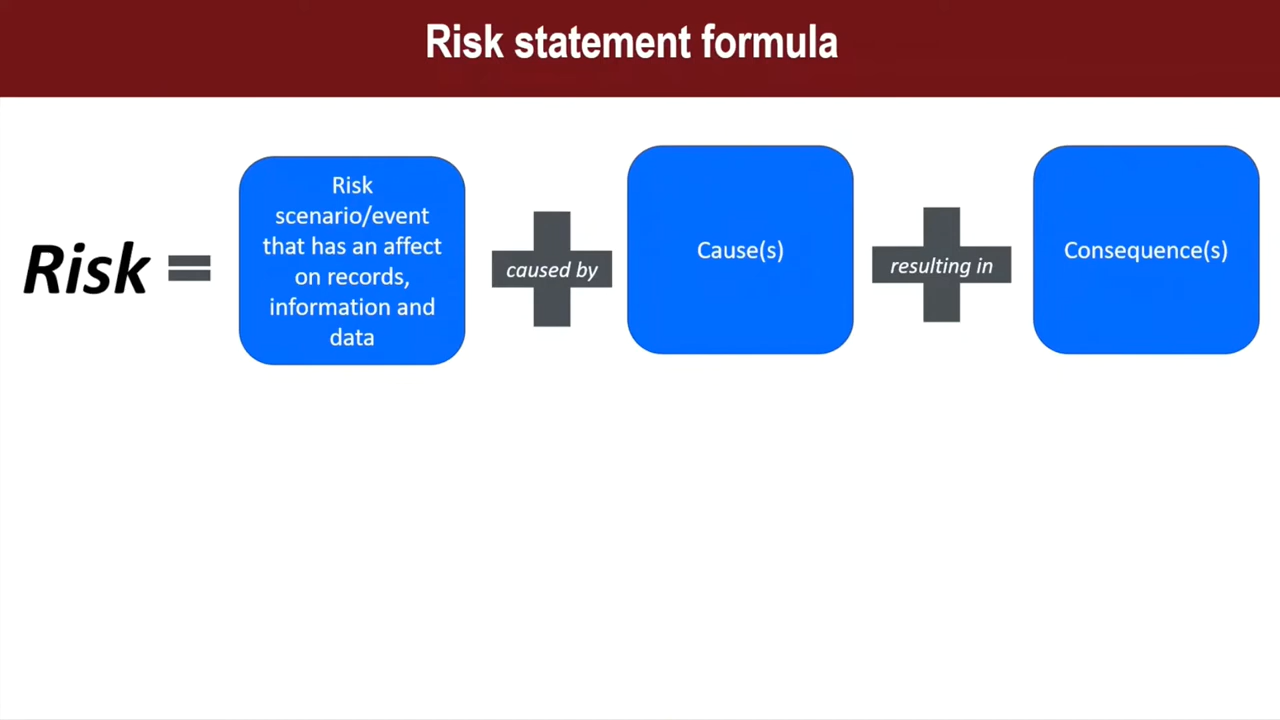 Risk statement formula
Risk =
Risk
scenario/event
that has an affect
on records,
information and
data
caused by
Cause(s)
resulting in
Consequence(s)